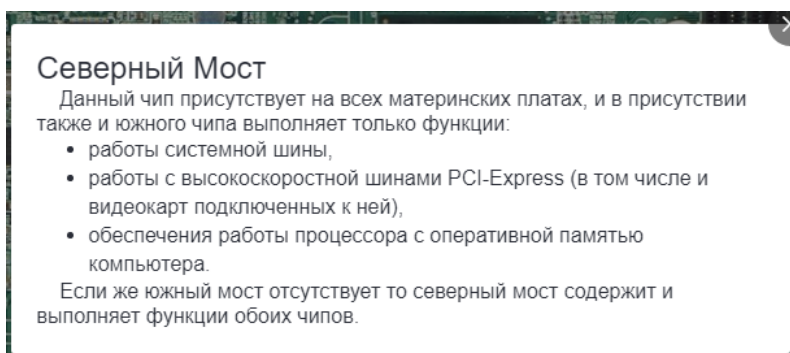 Северный Мост
Данный чип присутствует на всех материнских платах, и в присутствии
также и южного чипа выполняет только функции:
• работы системной шины,
• работы с высокоскоростной шинами PCI-Express (в том числе и
видеокарт подключенных к ней),
• обеспечения работы процессора с оперативной памятью
компьютера.
Если же южный мост отсутствует то северный мост содержит и
выполняет функции обоих чипов.